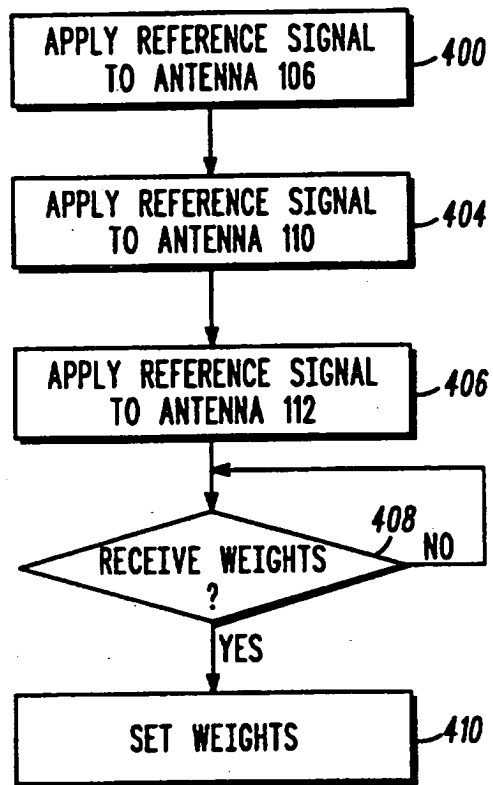 APPLY REFERENCE SIGNAL
TO ANTENNA 106
400
APPLY REFERENCE SIGNAL
TO ANTENNA 110
404
APPLY REFERENCE SIGNAL
TO ANTENNA 112
406
408
RECEIVE WEIGHTS
?
NO
YES
SET WEIGHTS
410